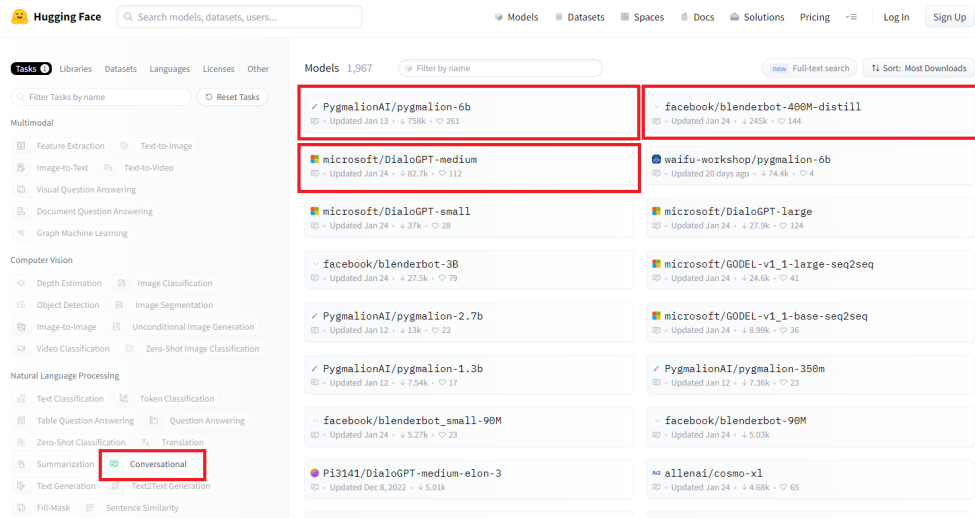 Hugging Face
Search models, datasets, users...
Models
Datasets
Spaces
Docs
Solutions
Pricing
Log In
Sign Up
Tasks 1 Libraries Datasets Languages Licenses Other
Filter Tasks by name
Reset Tasks
Multimodal
Feature Extraction Text-to-Image
Image-to-Text Text-to-Video
Visual Question Answering
Document Question Answering
Graph Machine Learning
Computer Vision
Depth Estimation Image Classification
Object Detection Image Segmentation
Image-to-Image Unconditional Image Generation
Video Classification Zero-Shot Image Classification
Natural Language Processing
Text Classification Token Classification
Table Question Answering Question Answering
Zero-Shot Classification Translation
Summarization Conversational
Text Generation Text2Text Generation
Fill-Mask Sentence Similarity
Models 1,967
Filter by name
new Full-text search
Sort: Most Downloads
PygmalionAI/pygmalion-6b
Updated Jan 13 • ↓ 758k • ♡ 261
facebook/blenderbot-400M-distill
Updated Jan 24 • ↓ 245k • ♡ 144
microsoft/DialoGPT-medium
Updated Jan 24 • ↓ 82.7k • ♡ 112
waifu-workshop/pygmalion-6b
Updated 20 days ago • ↓ 74.4k • ♡ 4
microsoft/DialoGPT-small
Updated Jan 24 • ↓ 37k • ♡ 28
microsoft/DialoGPT-large
Updated Jan 24 • ↓ 27.9k • ♡ 124
facebook/blenderbot-3B
Updated Jan 24 • ↓ 27.5k • ♡ 79
microsoft/GODEL-v1_1-large-seq2seq
Updated Jan 24 • ↓ 24.6k • ♡ 41
PygmalionAI/pygmalion-2.7b
Updated Jan 12 • ↓ 13k • ♡ 22
microsoft/GODEL-v1_1-base-seq2seq
Updated Jan 24 • ↓ 8.99k • ♡ 36
PygmalionAI/pygmalion-1.3b
Updated Jan 12 • ↓ 7.54k • ♡ 17
PygmalionAI/pygmalion-350m
Updated Jan 12 • ↓ 7.36k • ♡ 23
facebook/blenderbot_small-90M
Updated Jan 24 • ↓ 5.27k • ♡ 23
facebook/blenderbot-90M
Updated Jan 24 • ↓ 5.03k
Pi3141/DialoGPT-medium-elon-3
Updated Dec 8, 2022 • ↓ 5.01k
Ai2 allenai/cosmo-xl
Updated Jan 24 • ↓ 4.68k • ♡ 65